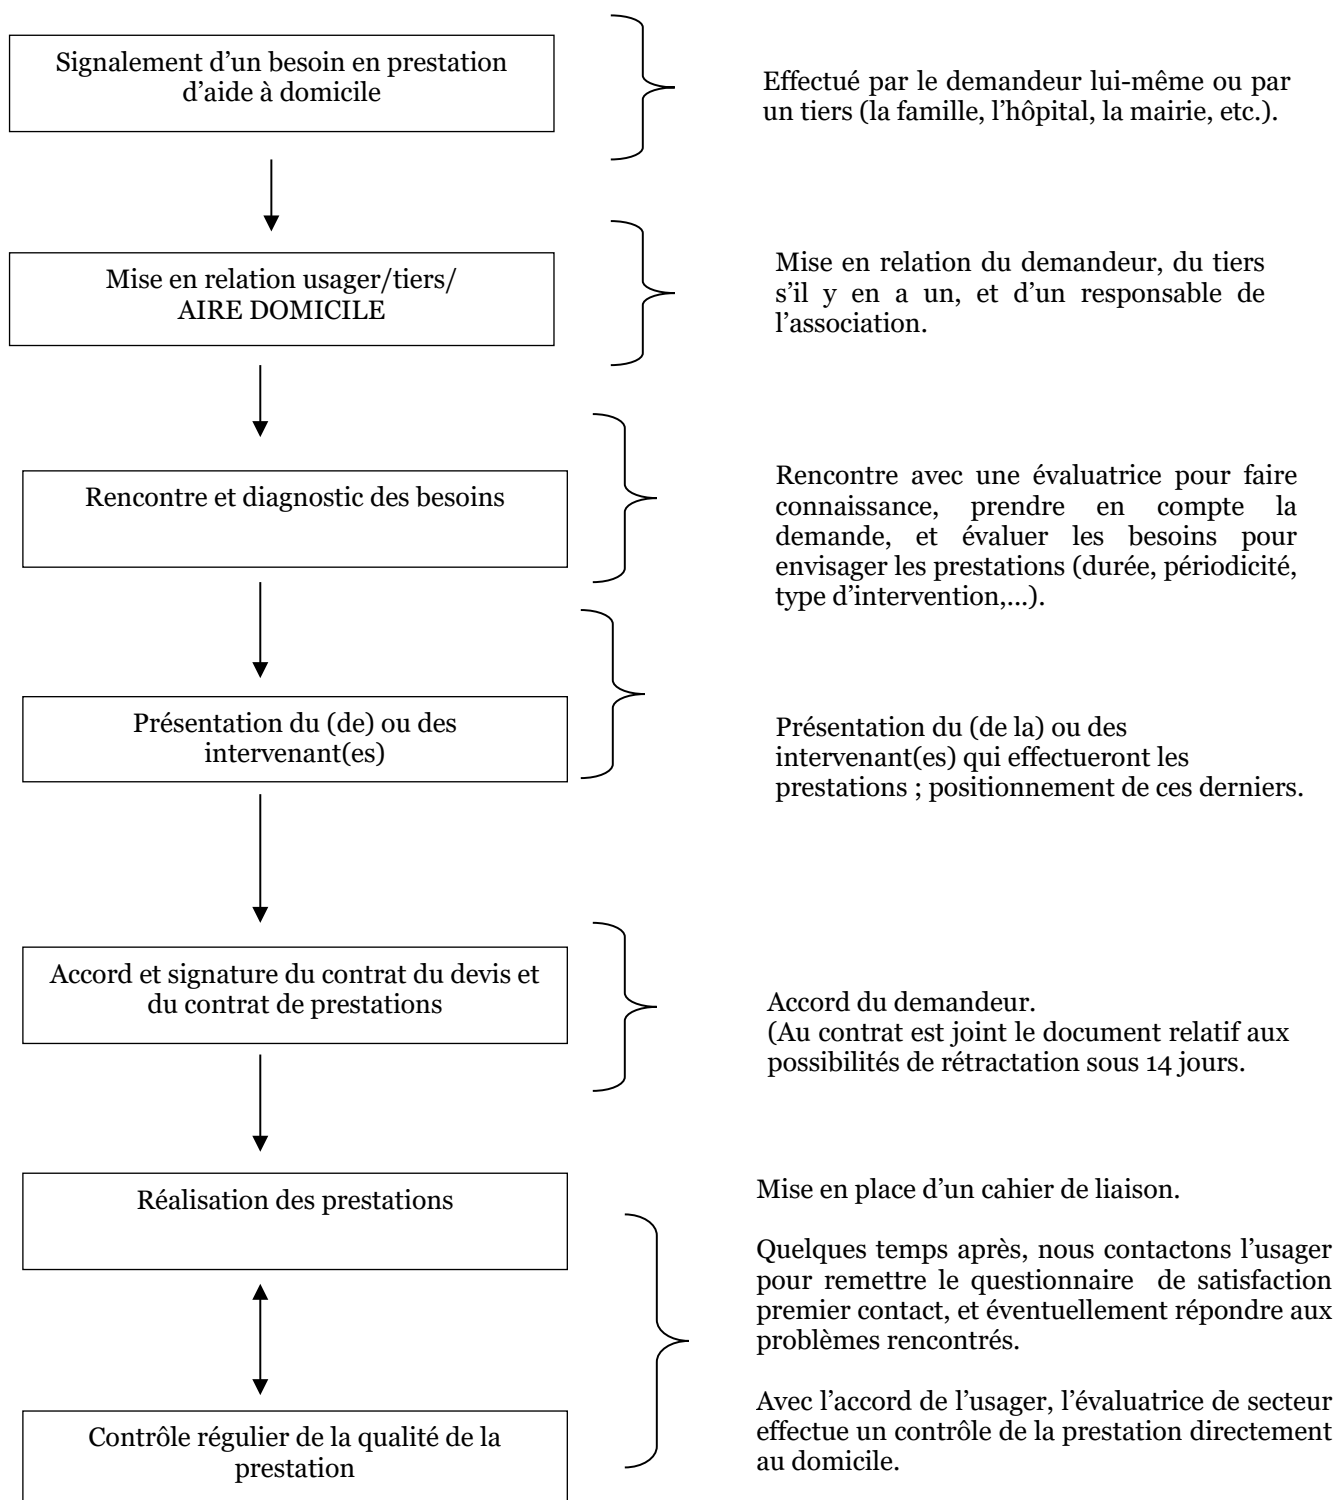 Signalement d’un besoin en prestation
d’aide à domicile
Effectué par le demandeur lui-même ou par
un tiers (la famille, l’hôpital, la mairie, etc.).
Mise en relation usager/tiers/
AIRE DOMICILE
Mise en relation du demandeur, du tiers
s’il y en a un, et d’un responsable de
l’association.
Rencontre et diagnostic des besoins
Rencontre avec une évaluatrice pour faire
connaissance, prendre en compte la
demande, et évaluer les besoins pour
envisager les prestations (durée, périodicité,
type d’intervention,...).
Présentation du (de) ou des
intervenant(es)
Présentation du (de la) ou des
intervenant(es) qui effectueront les
prestations ; positionnement de ces derniers.
Accord et signature du contrat du devis et
du contrat de prestations
Accord du demandeur.
(Au contrat est joint le document relatif aux
possibilités de rétractation sous 14 jours.
Réalisation des prestations
Mise en place d’un cahier de liaison.
Quelques temps après, nous contactons l’usager
pour remettre le questionnaire de satisfaction
premier contact, et éventuellement répondre aux
problèmes rencontrés.
Contrôle régulier de la qualité de la
prestation
Avec l’accord de l’usager, l’évaluatrice de secteur
effectue un contrôle de la prestation directement
au domicile.